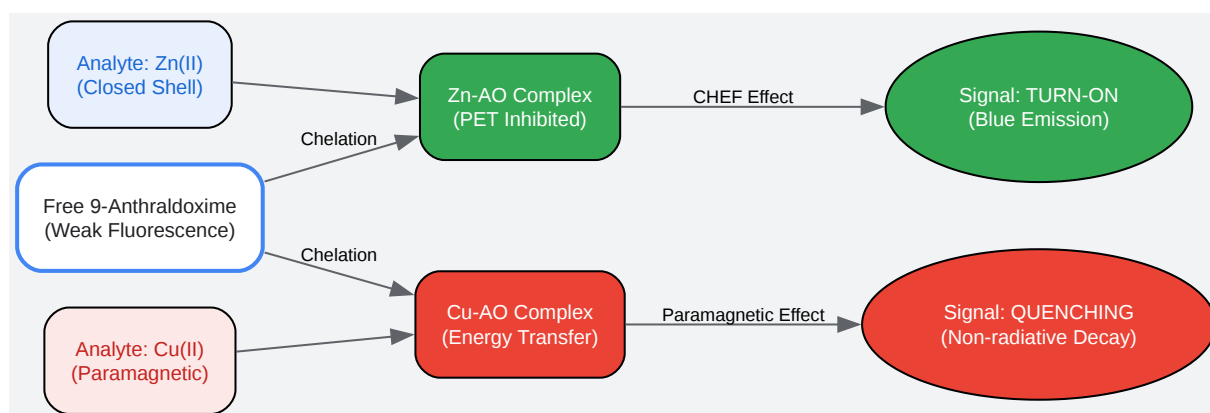 Analyte: Zn(II)
(Closed Shell)
Zn-AO Complex
(PET Inhibited)
CHEF Effect
Signal: TURN-ON
(Blue Emission)
Chelation
Free 9-Anthraldoxime
(Weak Fluorescence)
Chelation
Analyte: Cu(II)
(Paramagnetic)
Cu-AO Complex
(Energy Transfer)
Paramagnetic Effect
Signal: QUENCHING
(Non-radiative Decay)